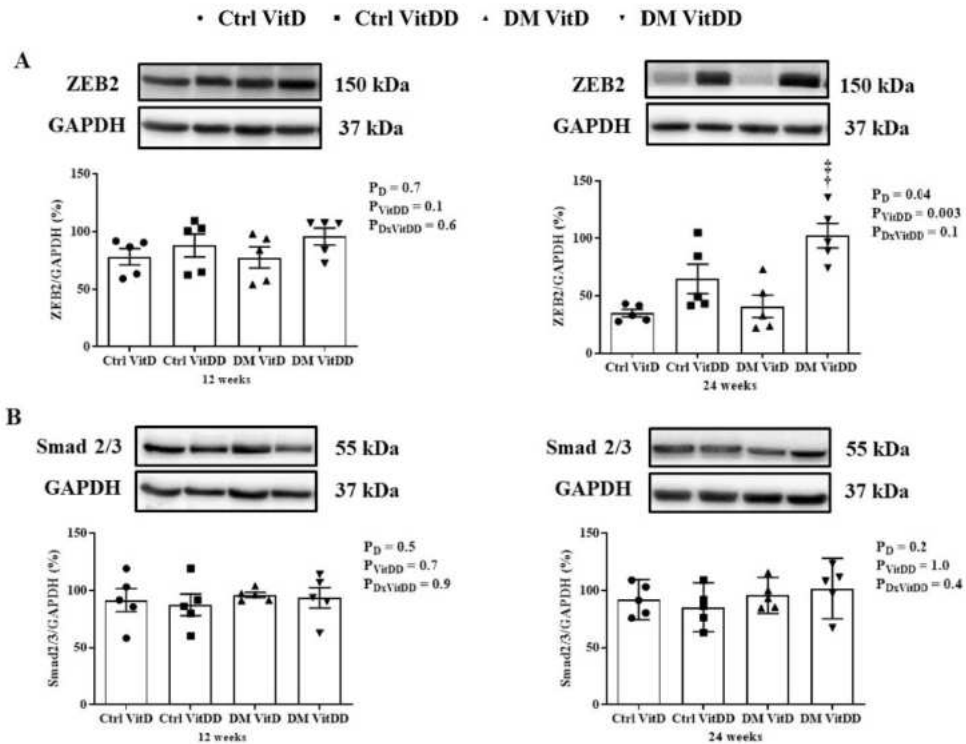 • Ctrl VitD ■ Ctrl VitDD ▲ DM VitD ▼ DM VitDD
A
ZEB2 150 kDa
GAPDH 37 kDa
P_D = 0.7
P_VitDD = 0.1
P_DxVitDD = 0.6
ZEB2/GAPDH (%)
150
100
50
0
Ctrl VitD Ctrl VitDD DM VitD DM VitDD
12 weeks
ZEB2 150 kDa
GAPDH 37 kDa
‡‡†
P_D = 0.04
P_VitDD = 0.003
P_DxVitDD = 0.1
ZEB2/GAPDH (%)
150
100
50
0
Ctrl VitD Ctrl VitDD DM VitD DM VitDD
24 weeks
B
Smad 2/3 55 kDa
GAPDH 37 kDa
P_D = 0.5
P_VitDD = 0.7
P_DxVitDD = 0.9
Smad2/3/GAPDH (%)
150
100
50
0
Ctrl VitD Ctrl VitDD DM VitD DM VitDD
12 weeks
Smad 2/3 55 kDa
GAPDH 37 kDa
P_D = 0.2
P_VitDD = 1.0
P_DxVitDD = 0.4
Smad2/3/GAPDH (%)
150
100
50
0
Ctrl VitD Ctrl VitDD DM VitD DM VitDD
24 weeks